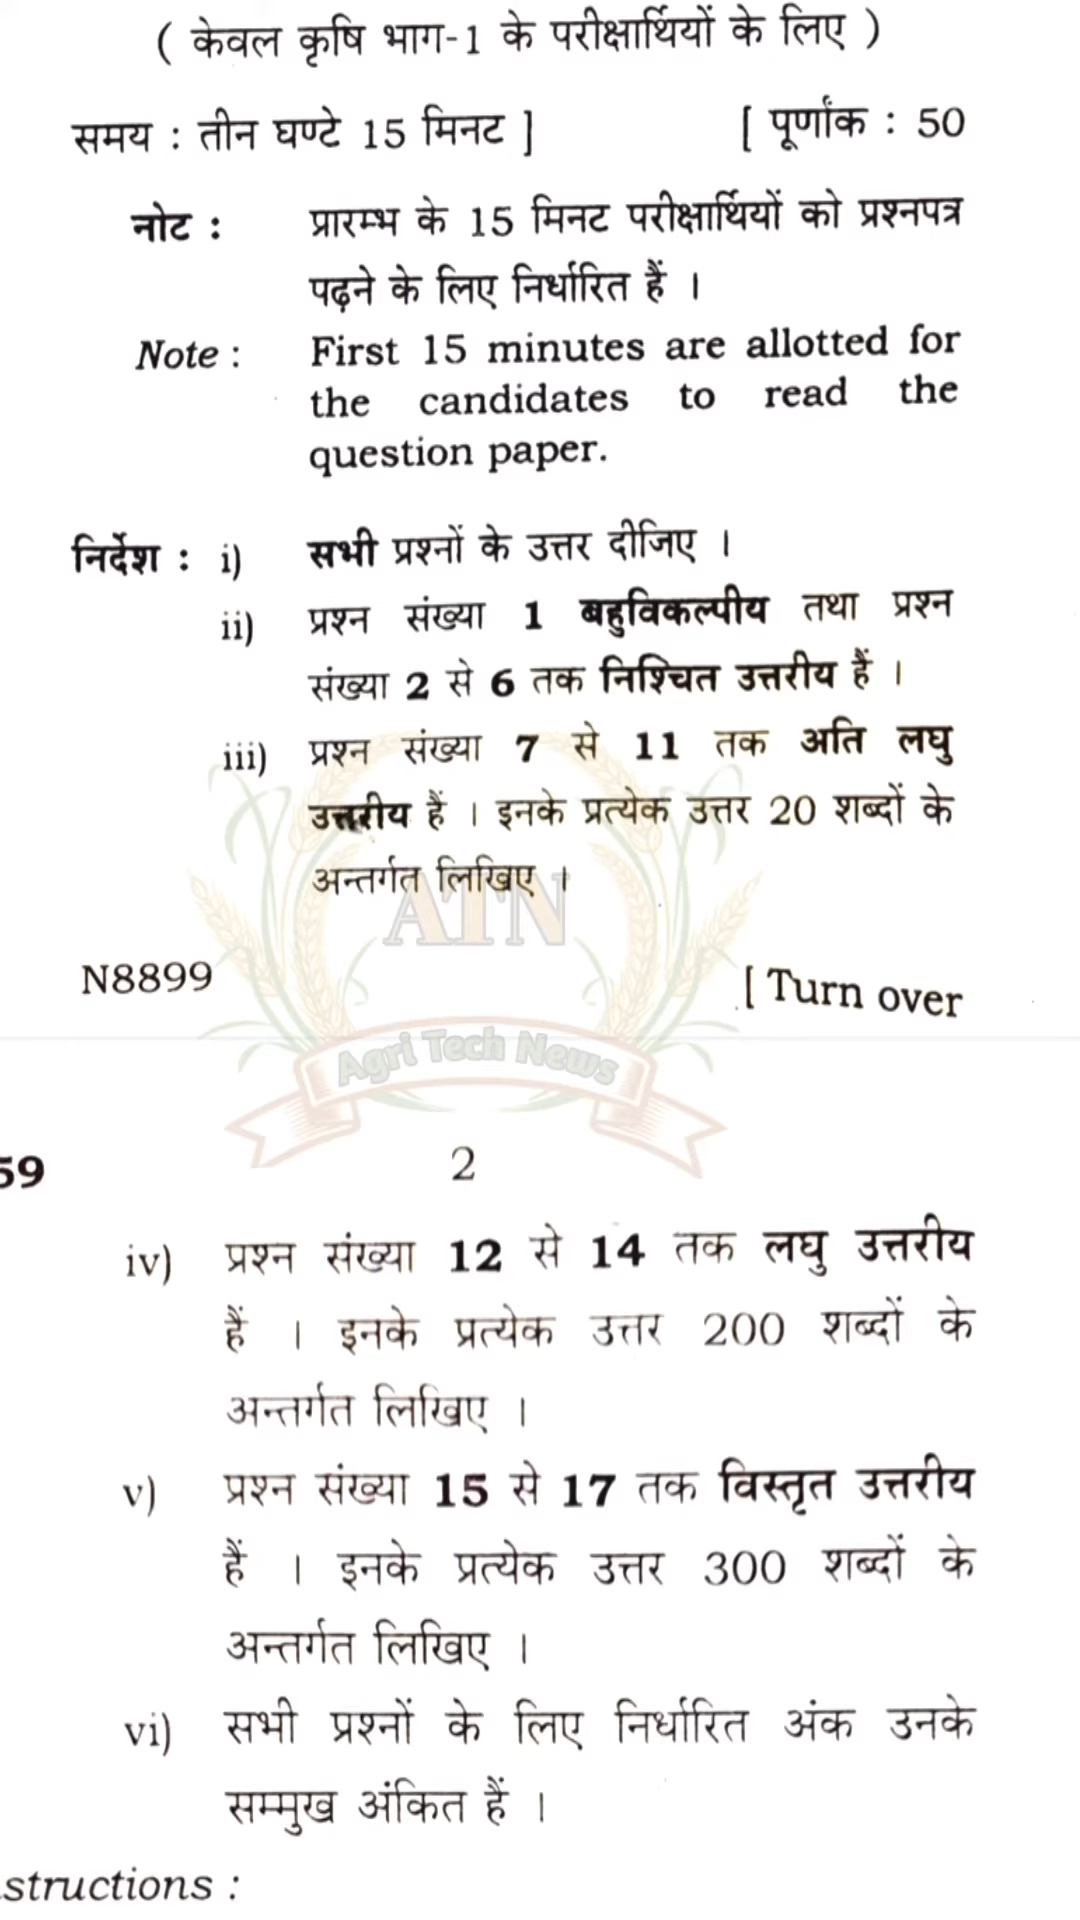 ( केवल कृषि भाग-1 के परीक्षार्थियों के लिए )
समय : तीन घण्टे 15 मिनट ] [ पूर्णांक : 50
नोट : प्रारम्भ के 15 मिनट परीक्षार्थियों को प्रश्नपत्र
पढ़ने के लिए निर्धारित हैं ।
Note : First 15 minutes are allotted for
the candidates to read the
question paper.
निर्देश : i) सभी प्रश्नों के उत्तर दीजिए ।
ii) प्रश्न संख्या 1 बहुविकल्पीय तथा प्रश्न
संख्या 2 से 6 तक निश्चित उत्तरीय हैं ।
iii) प्रश्न संख्या 7 से 11 तक अति लघु
उत्तरीय हैं । इनके प्रत्येक उत्तर 20 शब्दों के
अन्तर्गत लिखिए ।
ATN
N8899 [ Turn over
Agri Tech News
59 2
iv) प्रश्न संख्या 12 से 14 तक लघु उत्तरीय
हैं । इनके प्रत्येक उत्तर 200 शब्दों के
अन्तर्गत लिखिए ।
v) प्रश्न संख्या 15 से 17 तक विस्तृत उत्तरीय
हैं । इनके प्रत्येक उत्तर 300 शब्दों के
अन्तर्गत लिखिए ।
vi) सभी प्रश्नों के लिए निर्धारित अंक उनके
सम्मुख अंकित हैं ।
structions :